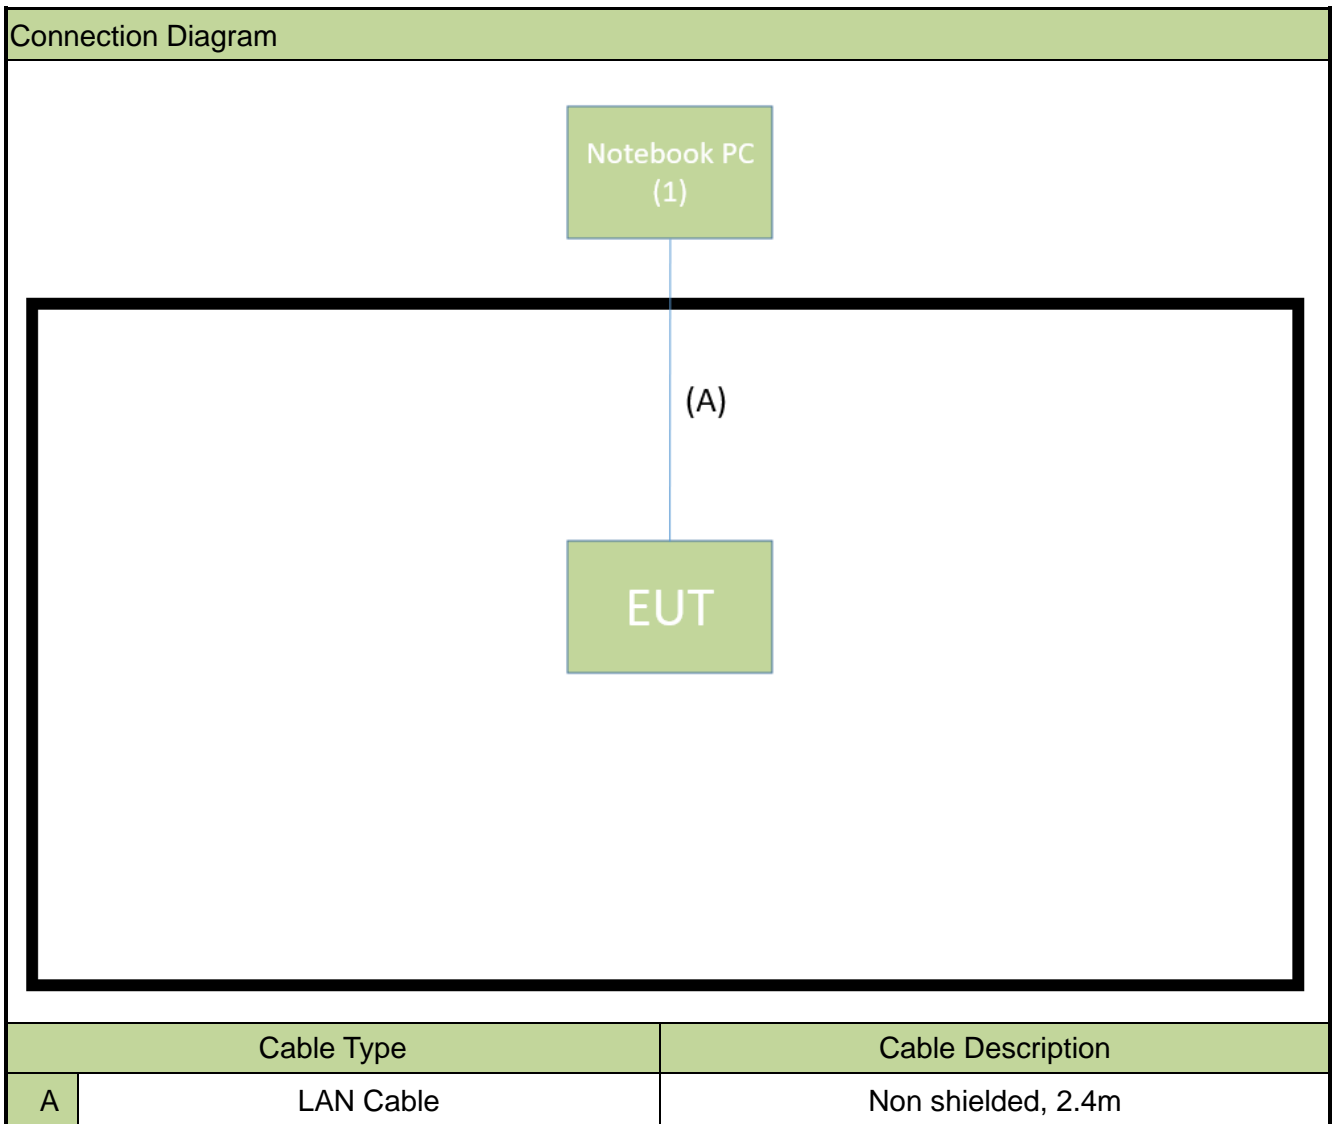 Connection Diagram
Notebook PC
(1)
(A)
EUT
Cable Type Cable Description
A LAN Cable Non shielded, 2.4m